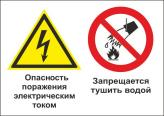 Опасность
поражения
электрическим
током
Запрещается
тушить водой